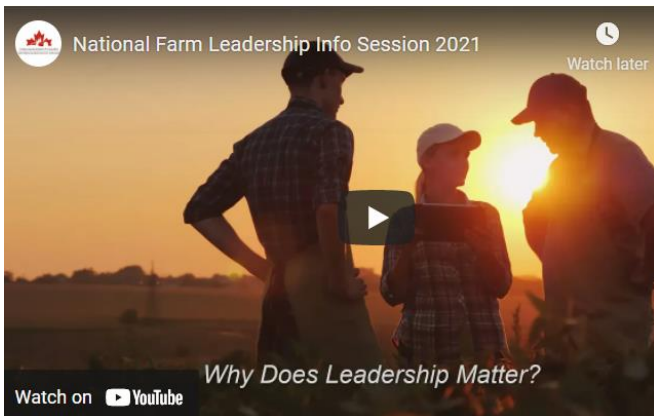 National Farm Leadership Info Session 2021
Watch later
Why Does Leadership Matter?
Watch on YouTube